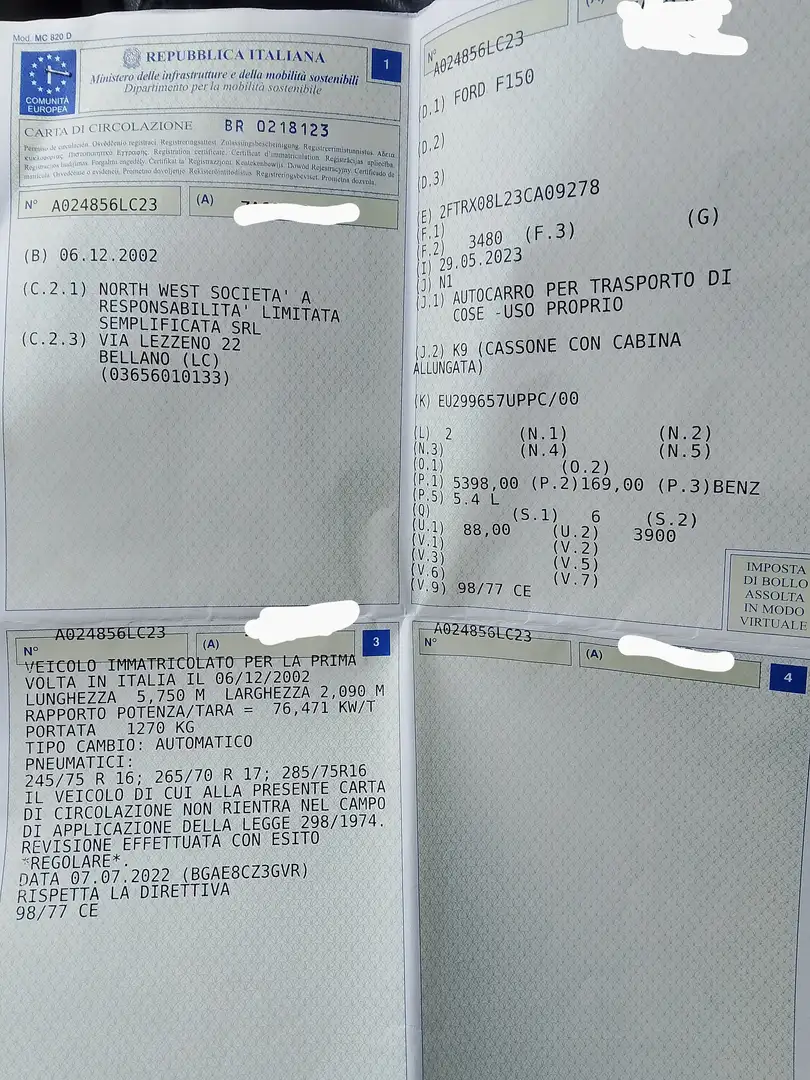 Mod. MC 820 D
REPUBBLICA ITALIANA
1
Ministero delle infrastrutture e della mobilità sostenibili
Dipartimento per la mobilità sostenibile
COMUNITÀ
EUROPEA
CARTA DI CIRCOLAZIONE BR 0218123
Nº A024856LC23 (A)
(B) 06.12.2002
(C.2.1) NORTH WEST SOCIETA' A
RESPONSABILITA' LIMITATA
SEMPLIFICATA SRL
(C.2.3) VIA LEZZENO 22
BELLANO (LC)
(03656010133)
Nº A024856LC23
(D.1) FORD F150
(D.2)
(D.3)
(E) 2FTRX08L23CA09278
(F.1)
(F.2) 3480 (F.3) (G)
(I) 29.05.2023
(J) N1
(J.1) AUTOCARRO PER TRASPORTO DI
COSE -USO PROPRIO
(J.2) K9 (CASSONE CON CABINA
ALLUNGATA)
(K) EU299657UPPC/00
(L) 2 (N.1) (N.2)
(N.3) (N.4) (N.5)
(O.1) (O.2)
(P.1) 5398,00 (P.2)169,00 (P.3)BENZ
(P.5) 5.4 L
(Q) (S.1) 6 (S.2)
(U.1) 88,00 (U.2) 3900
(V.1) (V.2)
(V.3) (V.5)
(V.6) (V.7)
(V.9) 98/77 CE
IMPOSTA
DI BOLLO
ASSOLTA
IN MODO
VIRTUALE
Nº A024856LC23 (A) 3
VEICOLO IMMATRICOLATO PER LA PRIMA
VOLTA IN ITALIA IL 06/12/2002
LUNGHEZZA 5,750 M LARGHEZZA 2,090 M
RAPPORTO POTENZA/TARA = 76,471 KW/T
PORTATA 1270 KG
TIPO CAMBIO: AUTOMATICO
PNEUMATICI:
245/75 R 16; 265/70 R 17; 285/75R16
IL VEICOLO DI CUI ALLA PRESENTE CARTA
DI CIRCOLAZIONE NON RIENTRA NEL CAMPO
DI APPLICAZIONE DELLA LEGGE 298/1974.
REVISIONE EFFETTUATA CON ESITO
*REGOLARE*.
DATA 07.07.2022 (BGAE8CZ3GVR)
RISPETTA LA DIRETTIVA
98/77 CE
Nº A024856LC23 (A) 4